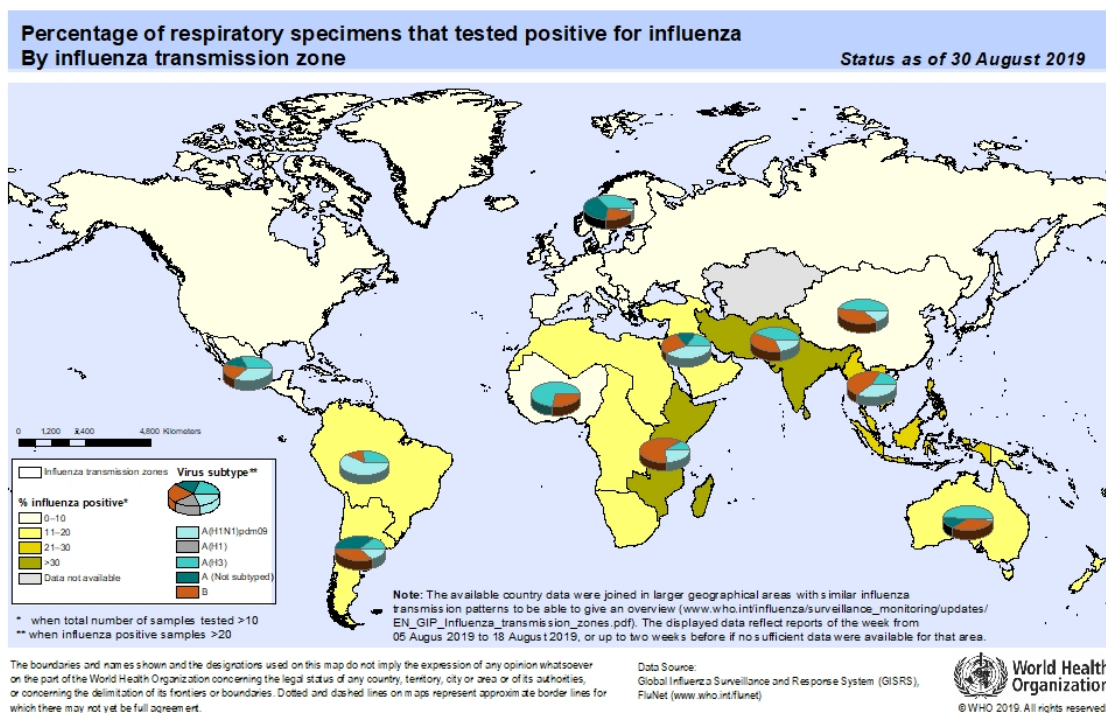 Percentage of respiratory specimens that tested positive for influenza
By influenza transmission zone
Status as of 30 August 2019
0 1,200 2,400 4,800 Kilometers
Influenza transmission zones
% influenza positive*
0–10
11–20
21–30
>30
Data not available
Virus subtype**
A(H1N1)pdm09
A(H1)
A(H3)
A (Not subtyped)
B
* when total number of samples tested >10
** when influenza positive samples >20
Note: The available country data were joined in larger geographical areas with similar influenza
transmission patterns to be able to give an overview (www.who.int/influenza/surveillance_monitoring/updates/
EN_GIP_Influenza_transmission_zones.pdf). The displayed data reflect reports of the week from
05 Augus 2019 to 18 August 2019, or up to two weeks before if no sufficient data were available for that area.
The boundaries and names shown and the designations used on this map do not imply the expression of any opinion whatsoever
on the part of the World Health Organization concerning the legal status of any country, territory, city or area or of its authorities,
or concerning the delimitation of its frontiers or boundaries. Dotted and dashed lines on maps represent approximate border lines for
which there may not yet be full agreement.
Data Source:
Global Influenza Surveillance and Response System (GISRS),
FluNet (www.who.int/flunet)
World Health
Organization
© WHO 2019. All rights reserved.